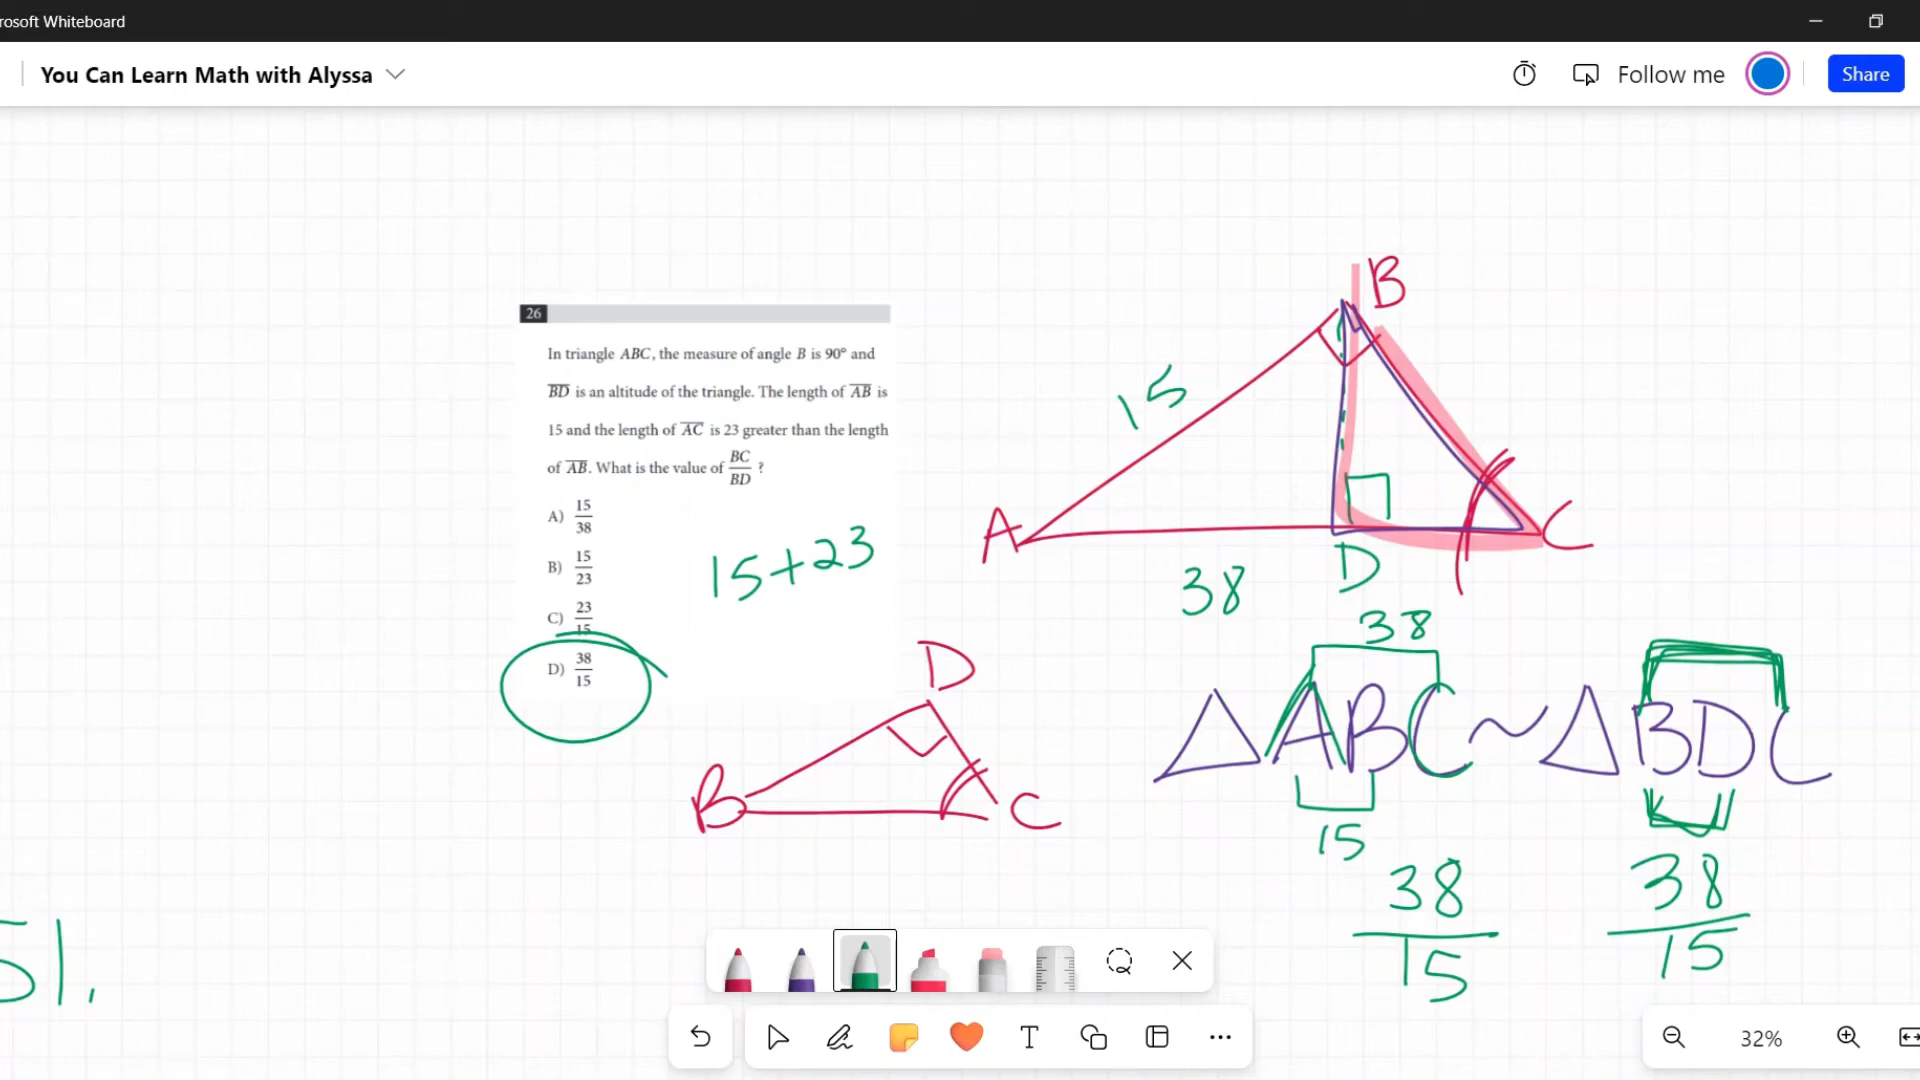 rosoft Whiteboard
You Can Learn Math with Alyssa
Follow me
Share
26
In triangle ABC, the measure of angle B is 90° and
BD is an altitude of the triangle. The length of AB is
15 and the length of AC is 23 greater than the length
of AB. What is the value of BC/BD ?
A) 15/38
B) 15/23
C) 23/15
D) 38/15
15+23
B
15
A
C
D
38
D
B
C
38
△ABC~△BDC
15
38/15
38/15
51.
T
32%